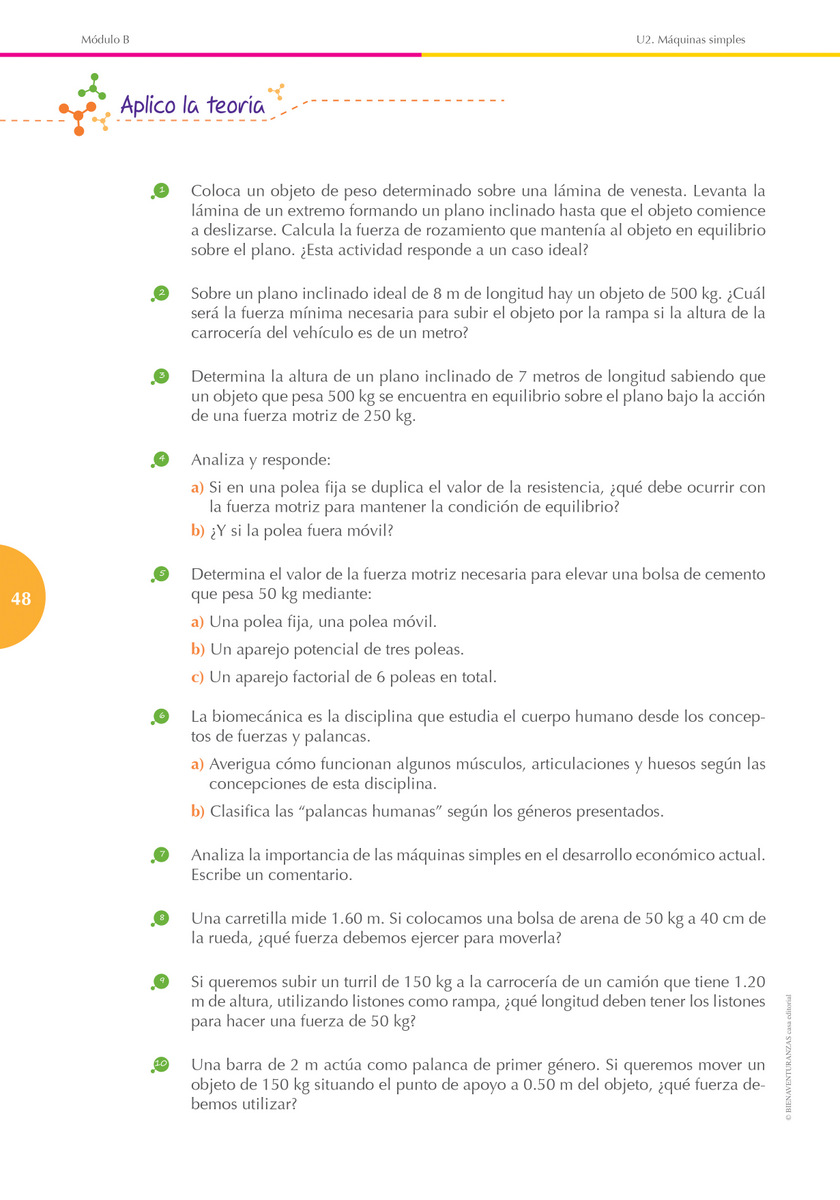 Módulo B
U2. Máquinas simples
Aplico la teoría
1 Coloca un objeto de peso determinado sobre una lámina de venesta. Levanta la
lámina de un extremo formando un plano inclinado hasta que el objeto comience
a deslizarse. Calcula la fuerza de rozamiento que mantenía al objeto en equilibrio
sobre el plano. ¿Esta actividad responde a un caso ideal?
2 Sobre un plano inclinado ideal de 8 m de longitud hay un objeto de 500 kg. ¿Cuál
será la fuerza mínima necesaria para subir el objeto por la rampa si la altura de la
carrocería del vehículo es de un metro?
3 Determina la altura de un plano inclinado de 7 metros de longitud sabiendo que
un objeto que pesa 500 kg se encuentra en equilibrio sobre el plano bajo la acción
de una fuerza motriz de 250 kg.
4 Analiza y responde:
a) Si en una polea fija se duplica el valor de la resistencia, ¿qué debe ocurrir con
la fuerza motriz para mantener la condición de equilibrio?
b) ¿Y si la polea fuera móvil?
5 Determina el valor de la fuerza motriz necesaria para elevar una bolsa de cemento
que pesa 50 kg mediante:
a) Una polea fija, una polea móvil.
b) Un aparejo potencial de tres poleas.
c) Un aparejo factorial de 6 poleas en total.
6 La biomecánica es la disciplina que estudia el cuerpo humano desde los concep-
tos de fuerzas y palancas.
a) Averigua cómo funcionan algunos músculos, articulaciones y huesos según las
concepciones de esta disciplina.
b) Clasifica las “palancas humanas” según los géneros presentados.
7 Analiza la importancia de las máquinas simples en el desarrollo económico actual.
Escribe un comentario.
8 Una carretilla mide 1.60 m. Si colocamos una bolsa de arena de 50 kg a 40 cm de
la rueda, ¿qué fuerza debemos ejercer para moverla?
9 Si queremos subir un turril de 150 kg a la carrocería de un camión que tiene 1.20
m de altura, utilizando listones como rampa, ¿qué longitud deben tener los listones
para hacer una fuerza de 50 kg?
10 Una barra de 2 m actúa como palanca de primer género. Si queremos mover un
objeto de 150 kg situando el punto de apoyo a 0.50 m del objeto, ¿qué fuerza de-
bemos utilizar?
48
© BIENAVENTURANZAS casa editorial